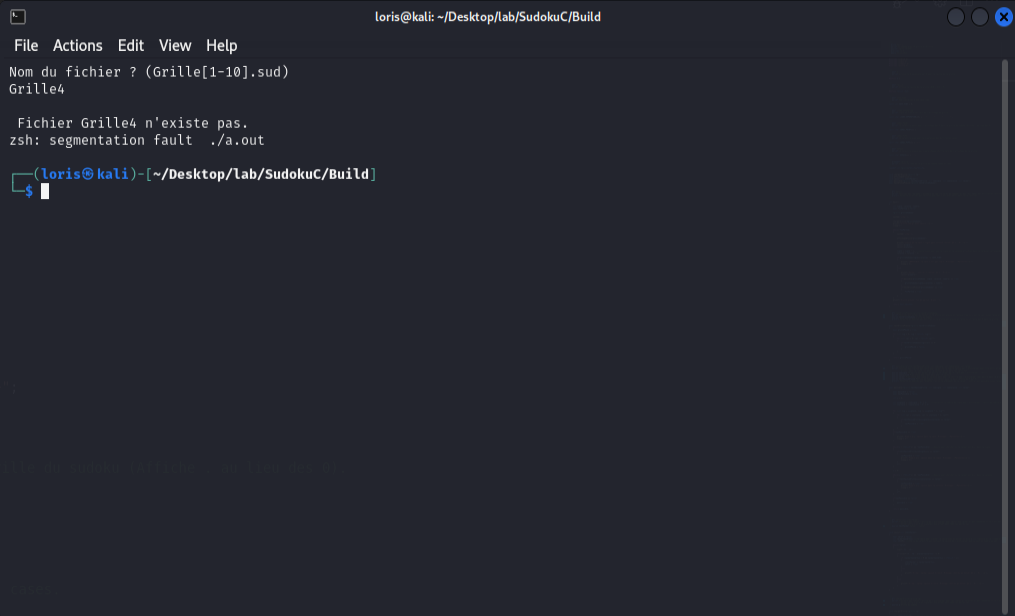 loris@kali: ~/Desktop/lab/SudokuC/Build
File Actions Edit View Help
Nom du fichier ? (Grille[1-10].sud)
Grille4
Fichier Grille4 n'existe pas.
zsh: segmentation fault ./a.out
(loris㉿kali)-[~/Desktop/lab/SudokuC/Build]
$